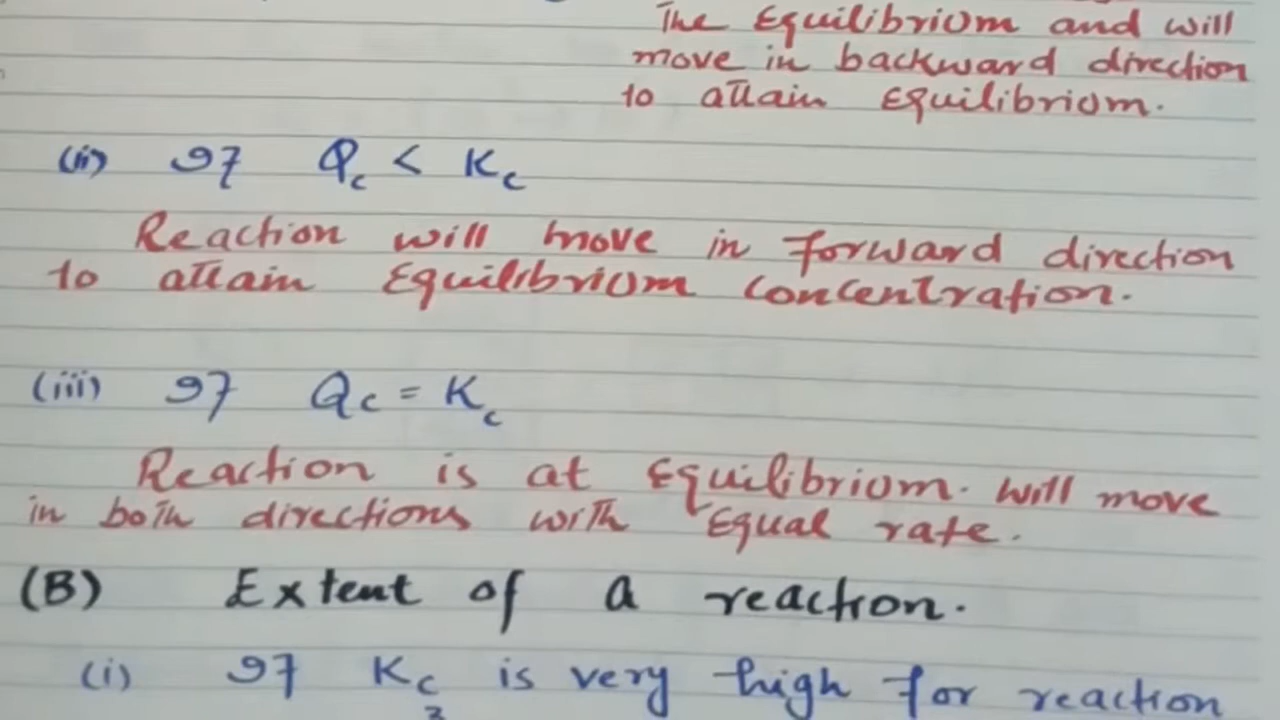 The Equilibrium and will
move in backward direction
to attain Equilibrium.
(ii) If Qc < Kc
Reaction will move in forward direction
to attain Equilibrium concentration.
(iii) If Qc = Kc
Reaction is at Equilibrium. Will move
in both directions with Equal rate.
(B) Extent of a reaction.
(i) If Kc is very high for reaction
3